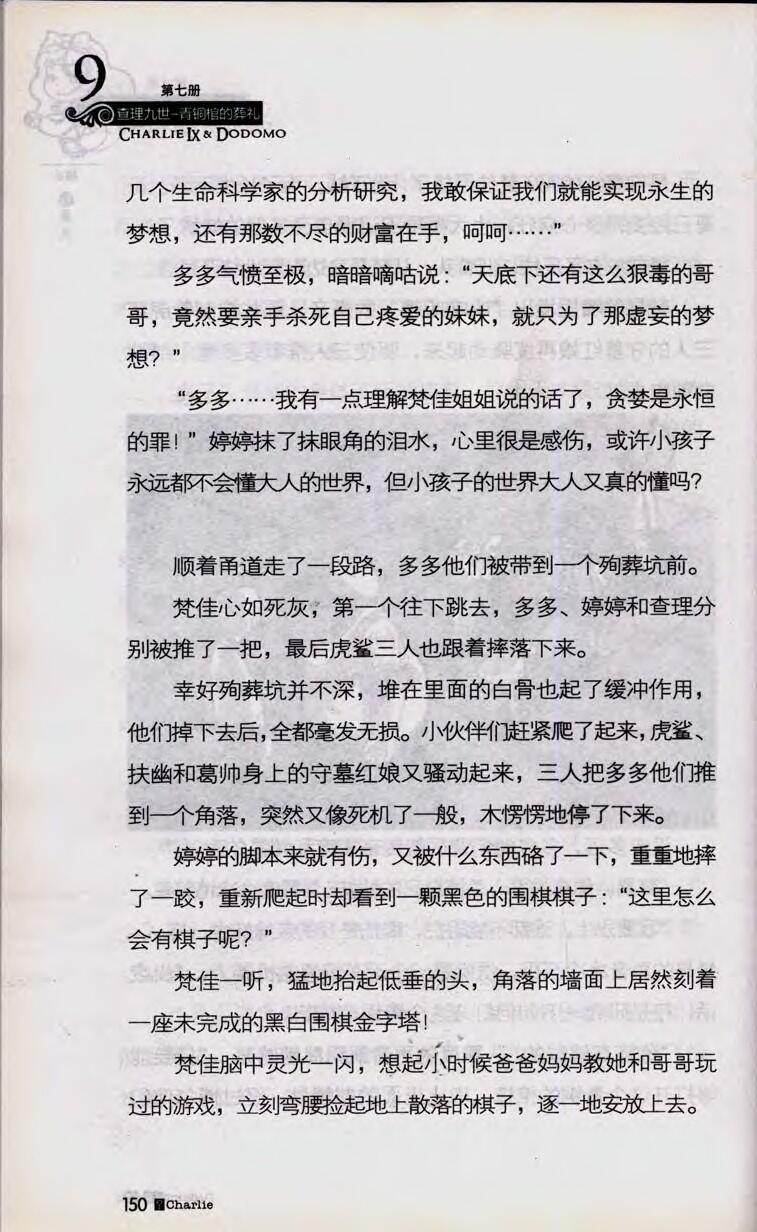 9
第七册
查理九世-青铜棺的葬礼
CHARLIE IX & DODOMO
几个生命科学家的分析研究，我敢保证我们就能实现永生的
梦想，还有那数不尽的财富在手，呵呵……”
多多气愤至极，暗暗嘀咕说：“天底下还有这么狠毒的哥
哥，竟然要亲手杀死自己疼爱的妹妹，就只为了那虚妄的梦
想？”
“多多……我有一点理解梵佳姐姐说的话了，贪婪是永恒
的罪！”婷婷抹了抹眼角的泪水，心里很是感伤，或许小孩子
永远都不会懂大人的世界，但小孩子的世界大人又真的懂吗？
顺着甬道走了一段路，多多他们被带到一个殉葬坑前。
梵佳心如死灰，第一个往下跳去，多多、婷婷和查理分
别被推了一把，最后虎鲨三人也跟着摔落下来。
幸好殉葬坑并不深，堆在里面的白骨也起了缓冲作用，
他们掉下去后，全都毫发无损。小伙伴们赶紧爬了起来，虎鲨、
扶幽和葛帅身上的守墓红娘又骚动起来，三人把多多他们推
到一个角落，突然又像死机了一般，木愣愣地停了下来。
婷婷的脚本来就有伤，又被什么东西硌了一下，重重地摔
了一跤，重新爬起时却看到一颗黑色的围棋棋子：“这里怎么
会有棋子呢？”
梵佳一听，猛地抬起低垂的头，角落的墙面上居然刻着
一座未完成的黑白围棋金字塔！
梵佳脑中灵光一闪，想起小时候爸爸妈妈教她和哥哥玩
过的游戏，立刻弯腰捡起地上散落的棋子，逐一地安放上去。
150 Charlie